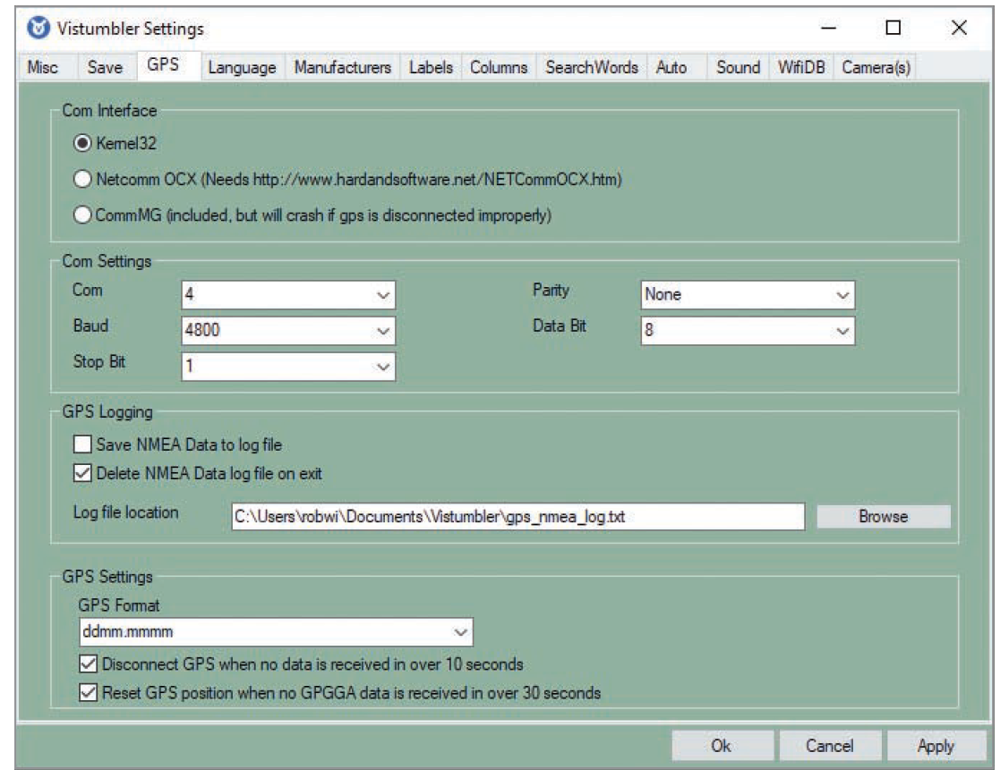 Vistumbler Settings
Misc Save GPS Language Manufacturers Labels Columns SearchWords Auto Sound WifiDB Camera(s)
Com Interface
Kernel32
Netcomm OCX (Needs http://www.hardandsoftware.net/NETCommOCX.htm)
CommMG (included, but will crash if gps is disconnected improperly)
Com Settings
Com 4 Parity None
Baud 4800 Data Bit 8
Stop Bit 1
GPS Logging
Save NMEA Data to log file
Delete NMEA Data log file on exit
Log file location C:\Users\robwi\Documents\Vistumbler\gps_nmea_log.txt Browse
GPS Settings
GPS Format
ddmm.mmmm
Disconnect GPS when no data is received in over 10 seconds
Reset GPS position when no GPGGA data is received in over 30 seconds
Ok Cancel Apply